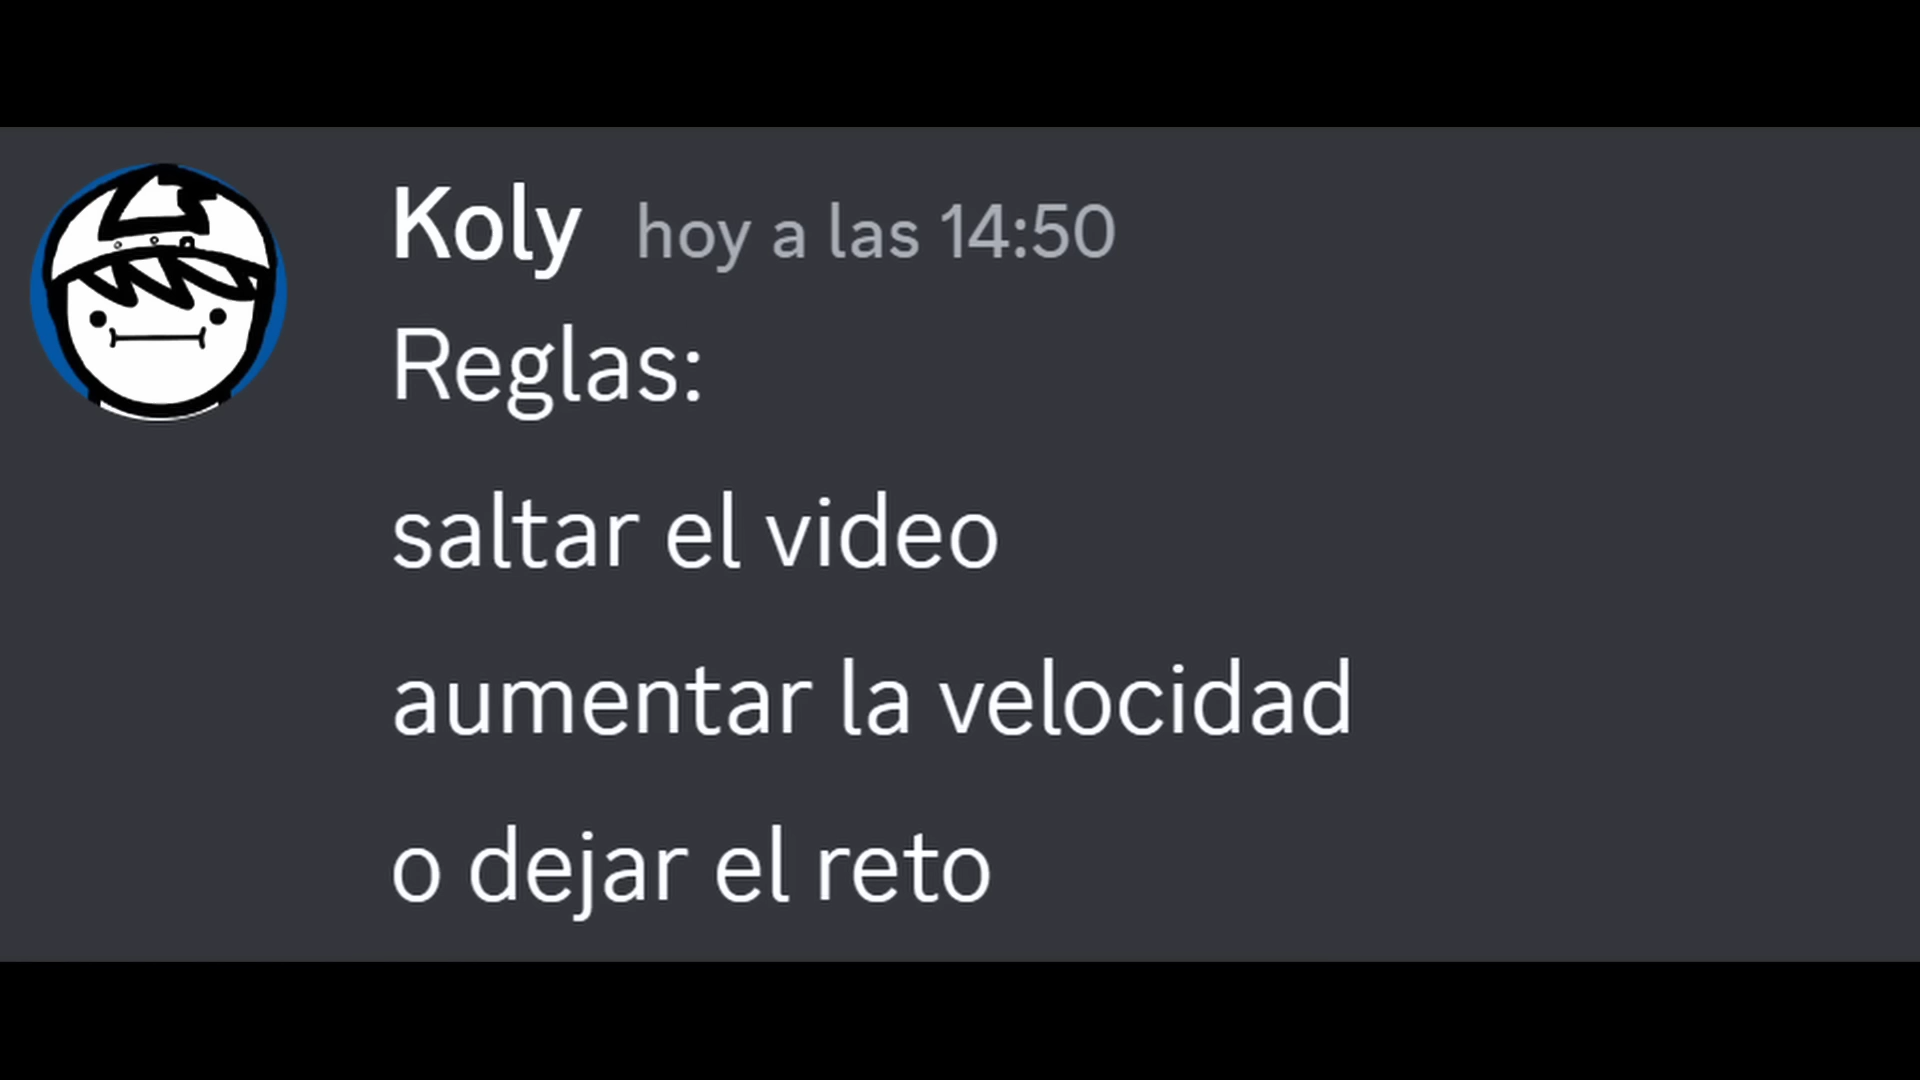 Koly hoy a las 14:50
Reglas:
saltar el video
aumentar la velocidad
o dejar el reto